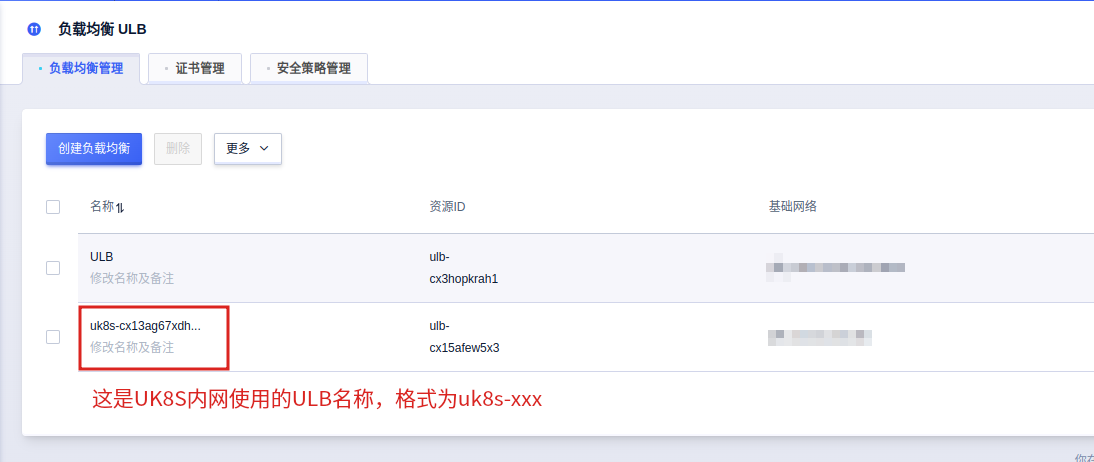 负载均衡 ULB
负载均衡管理 证书管理 安全策略管理
创建负载均衡 删除 更多
名称 资源ID 基础网络
ULB ulb-
修改名称及备注 cx3hopkrah1
uk8s-cx13ag67xdh... ulb-
修改名称及备注 cx15afew5x3
这是UK8S内网使用的ULB名称，格式为uk8s-xxx